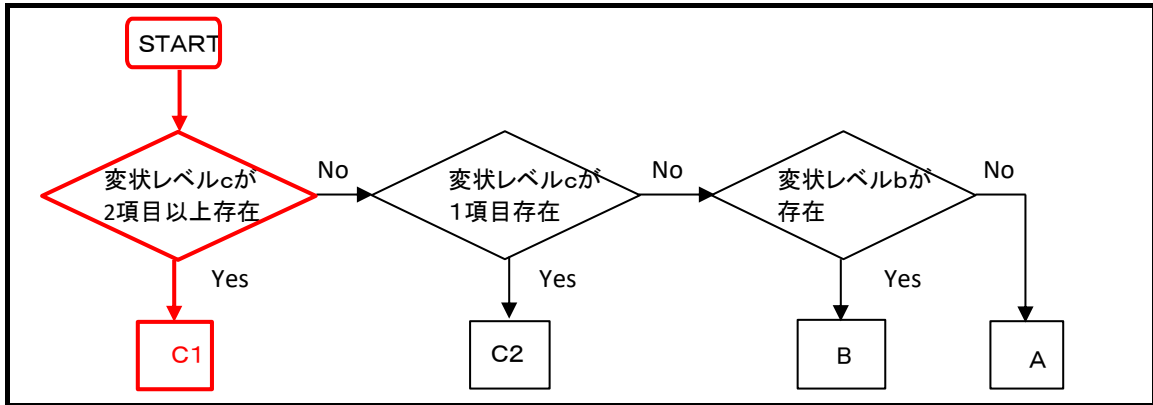 START
変状レベルcが
2項目以上存在
No
変状レベルcが
1項目存在
No
変状レベルbが
存在
No
Yes
Yes
Yes
C1
C2
B
A